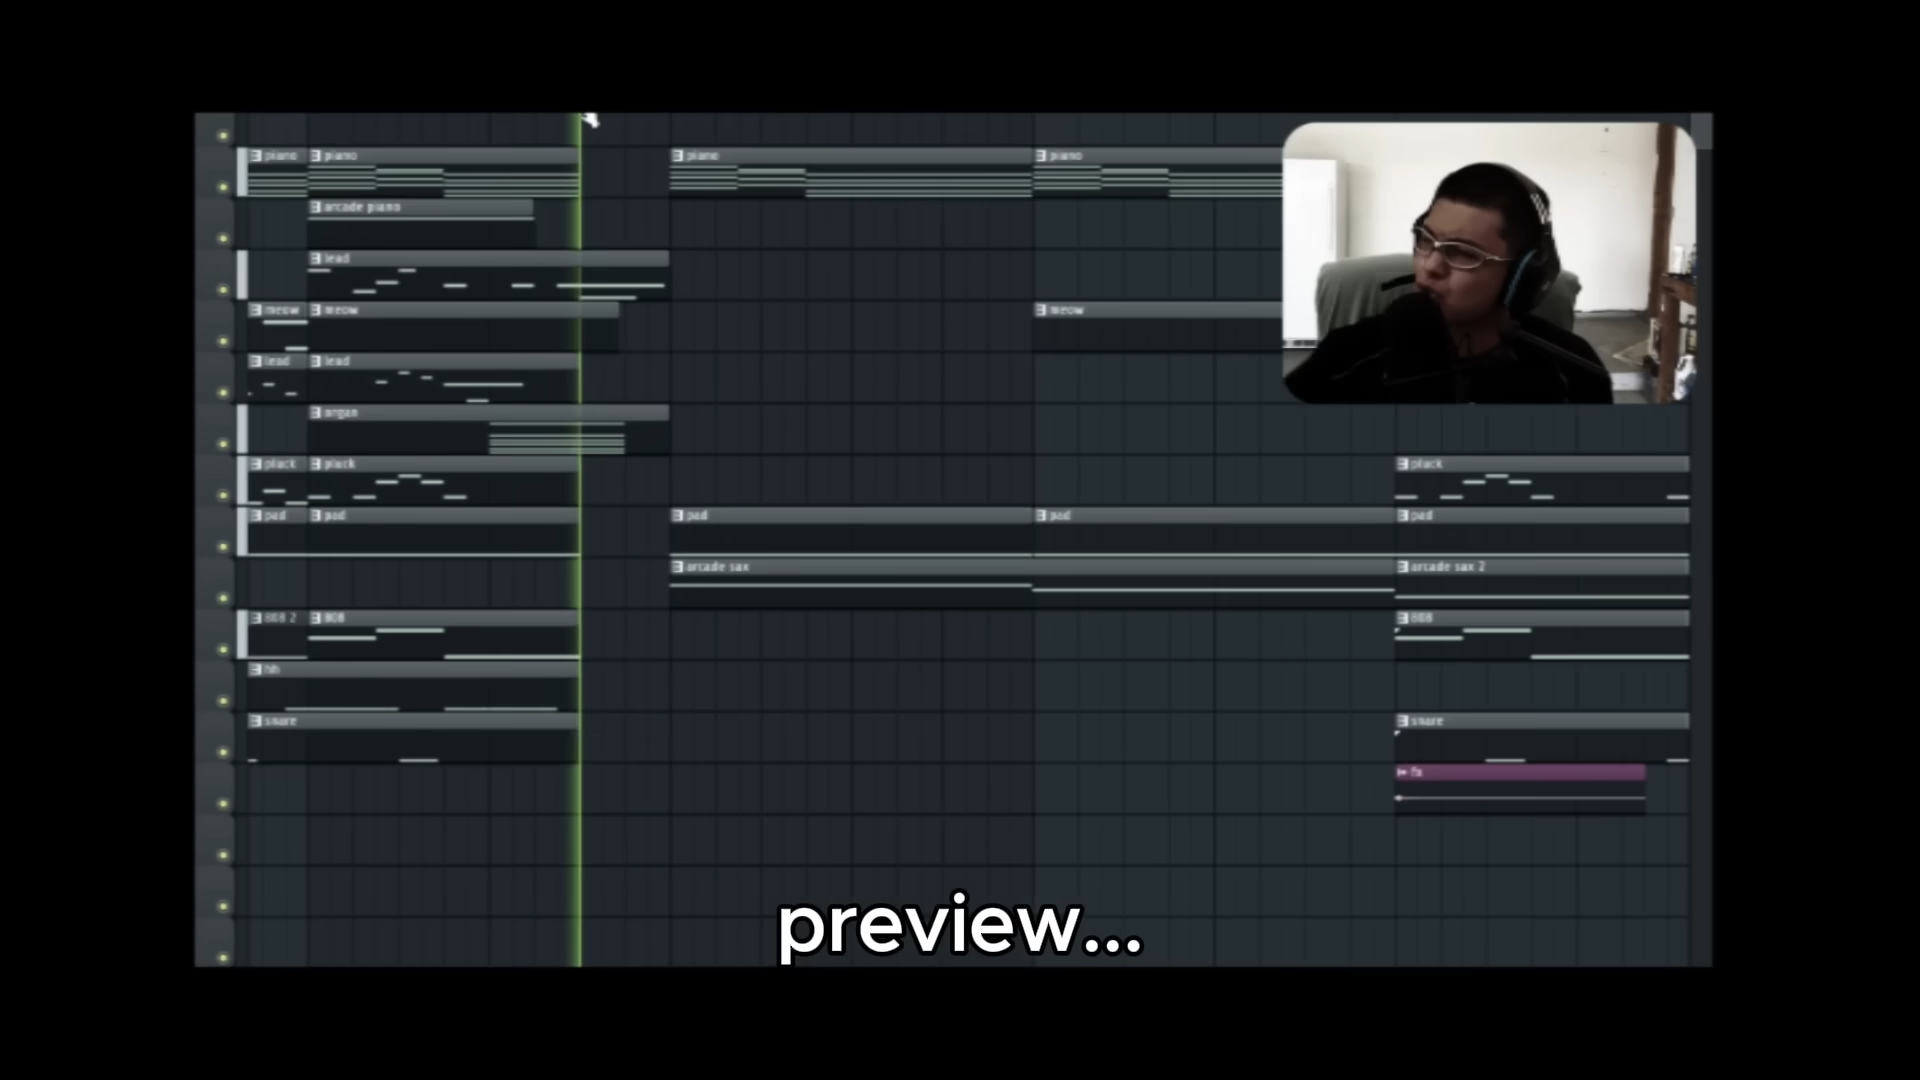 piano piano piano piano
arcade piano
lead
meow meow meow
lead lead
organ
pluck pluck pluck
pad pad pad pad pad
arcade sax arcade sax 2
808 2 808 808
hh
snare snare
fx
preview...